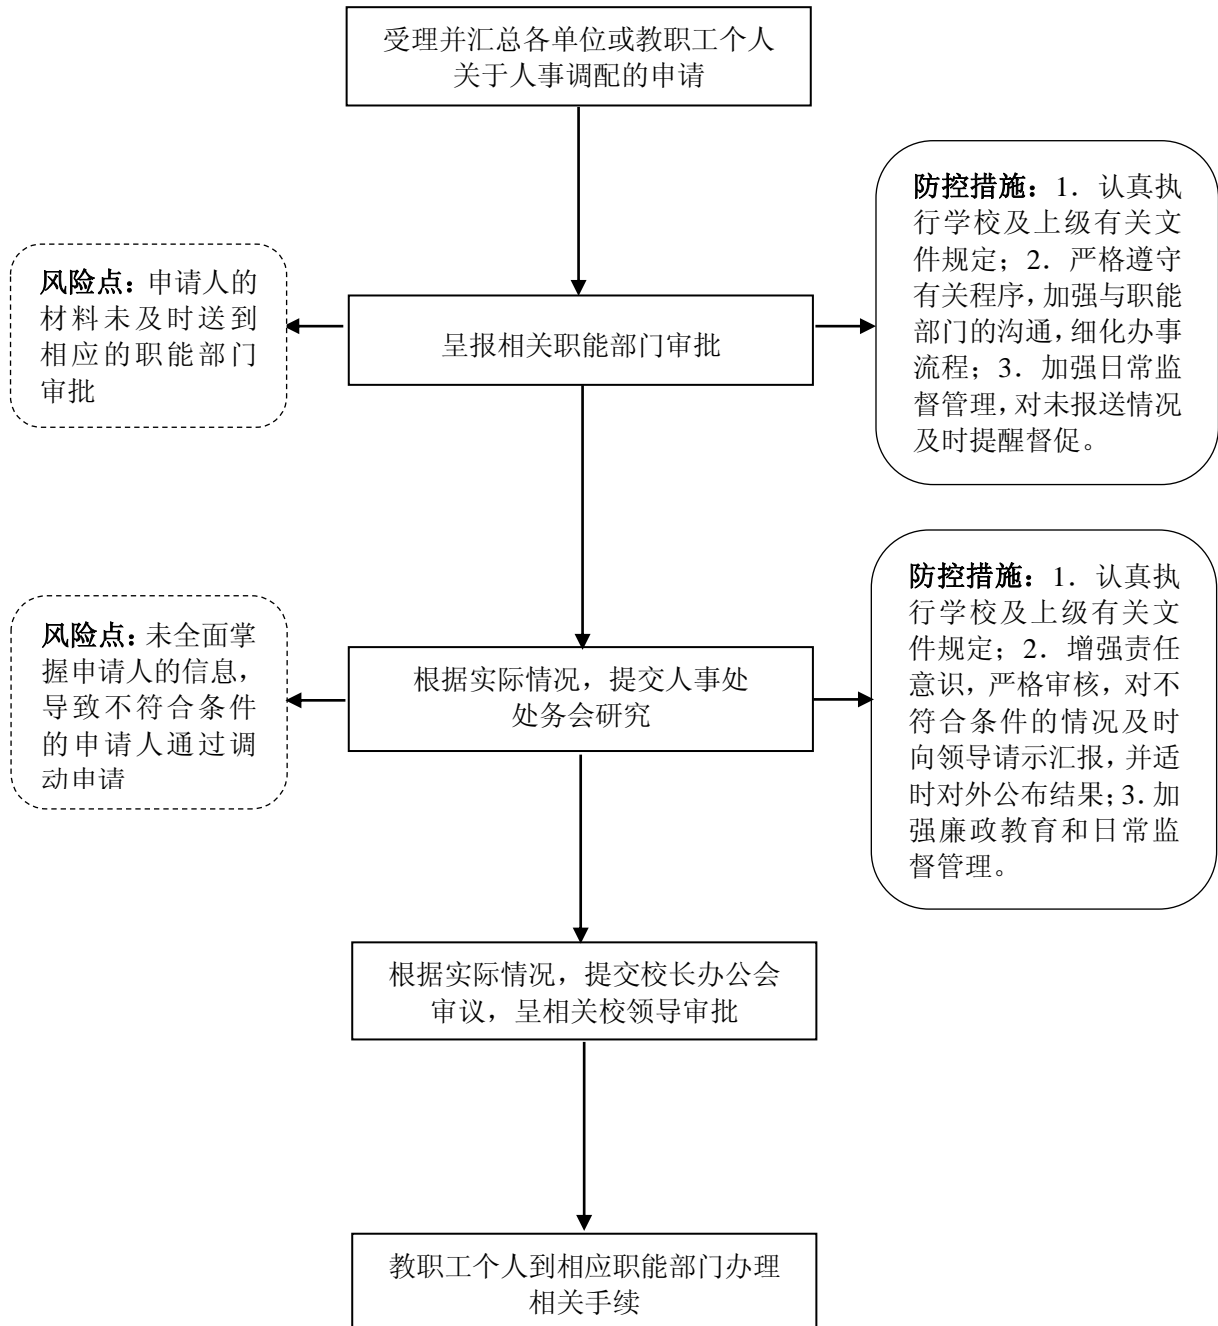 受理并汇总各单位或教职工个人
关于人事调配的申请
防控措施：1．认真执
行学校及上级有关文
件规定；2．严格遵守
有关程序，加强与职能
部门的沟通，细化办事
流程；3．加强日常监
督管理，对未报送情况
及时提醒督促。
风险点：申请人的
材料未及时送到
相应的职能部门
审批
呈报相关职能部门审批
防控措施：1．认真执
行学校及上级有关文
件规定；2．增强责任
意识，严格审核，对不
符合条件的情况及时
向领导请示汇报，并适
时对外公布结果；3．加
强廉政教育和日常监
督管理。
风险点：未全面掌
握申请人的信息，
导致不符合条件
的申请人通过调
动申请
根据实际情况，提交人事处
处务会研究
根据实际情况，提交校长办公会
审议，呈相关校领导审批
教职工个人到相应职能部门办理
相关手续